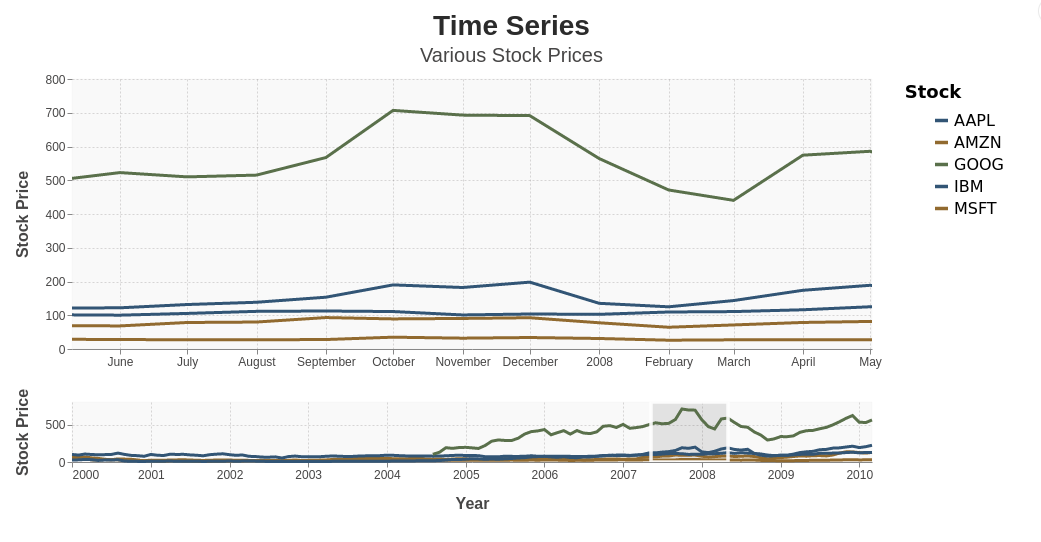 Time Series
Various Stock Prices
Stock Price
800
700
600
500
400
300
200
100
0
June July August September October November December 2008 February March April May
Stock
AAPL
AMZN
GOOG
IBM
MSFT
Stock Price
500
0
2000 2001 2002 2003 2004 2005 2006 2007 2008 2009 2010
Year